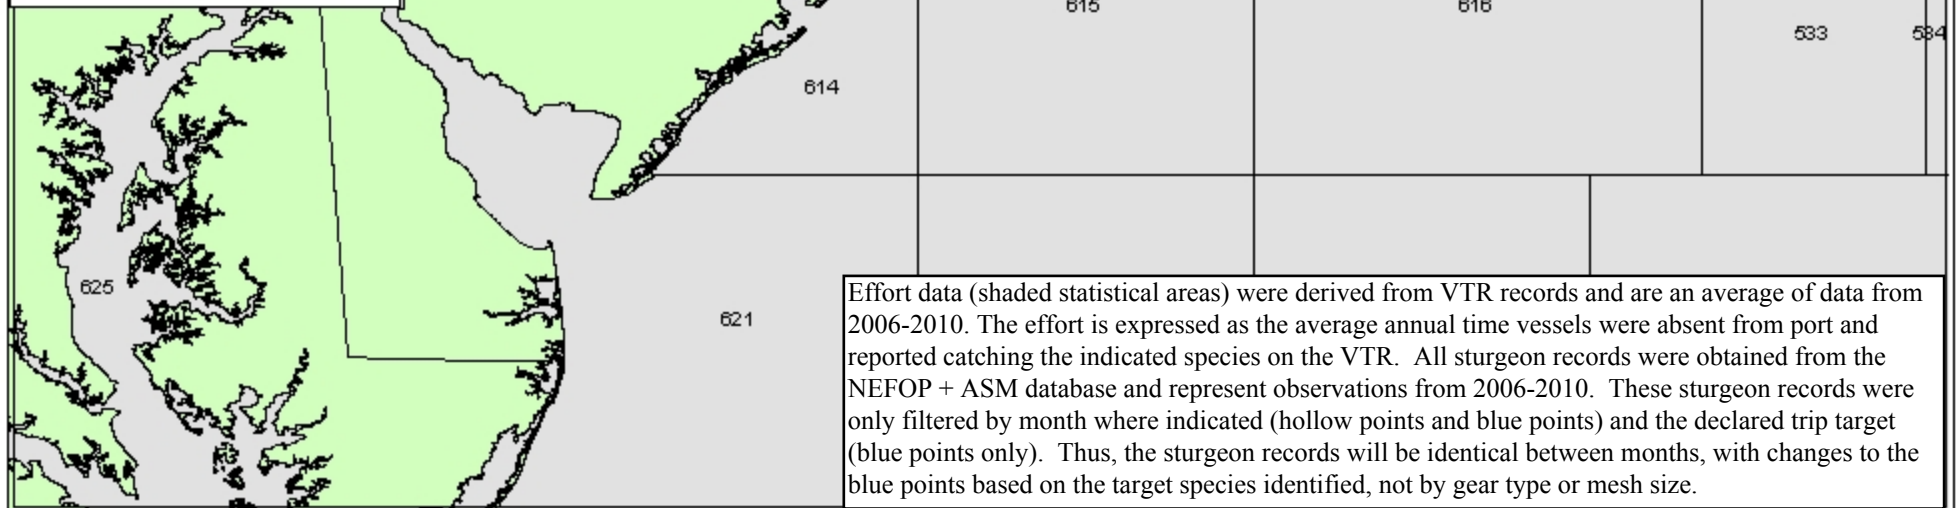 615
616
533
534
614
625
621
Effort data (shaded statistical areas) were derived from VTR records and are an average of data from
2006-2010. The effort is expressed as the average annual time vessels were absent from port and
reported catching the indicated species on the VTR.  All sturgeon records were obtained from the
NEFOP + ASM database and represent observations from 2006-2010.  These sturgeon records were
only filtered by month where indicated (hollow points and blue points) and the declared trip target
(blue points only).  Thus, the sturgeon records will be identical between months, with changes to the
blue points based on the target species identified, not by gear type or mesh size.